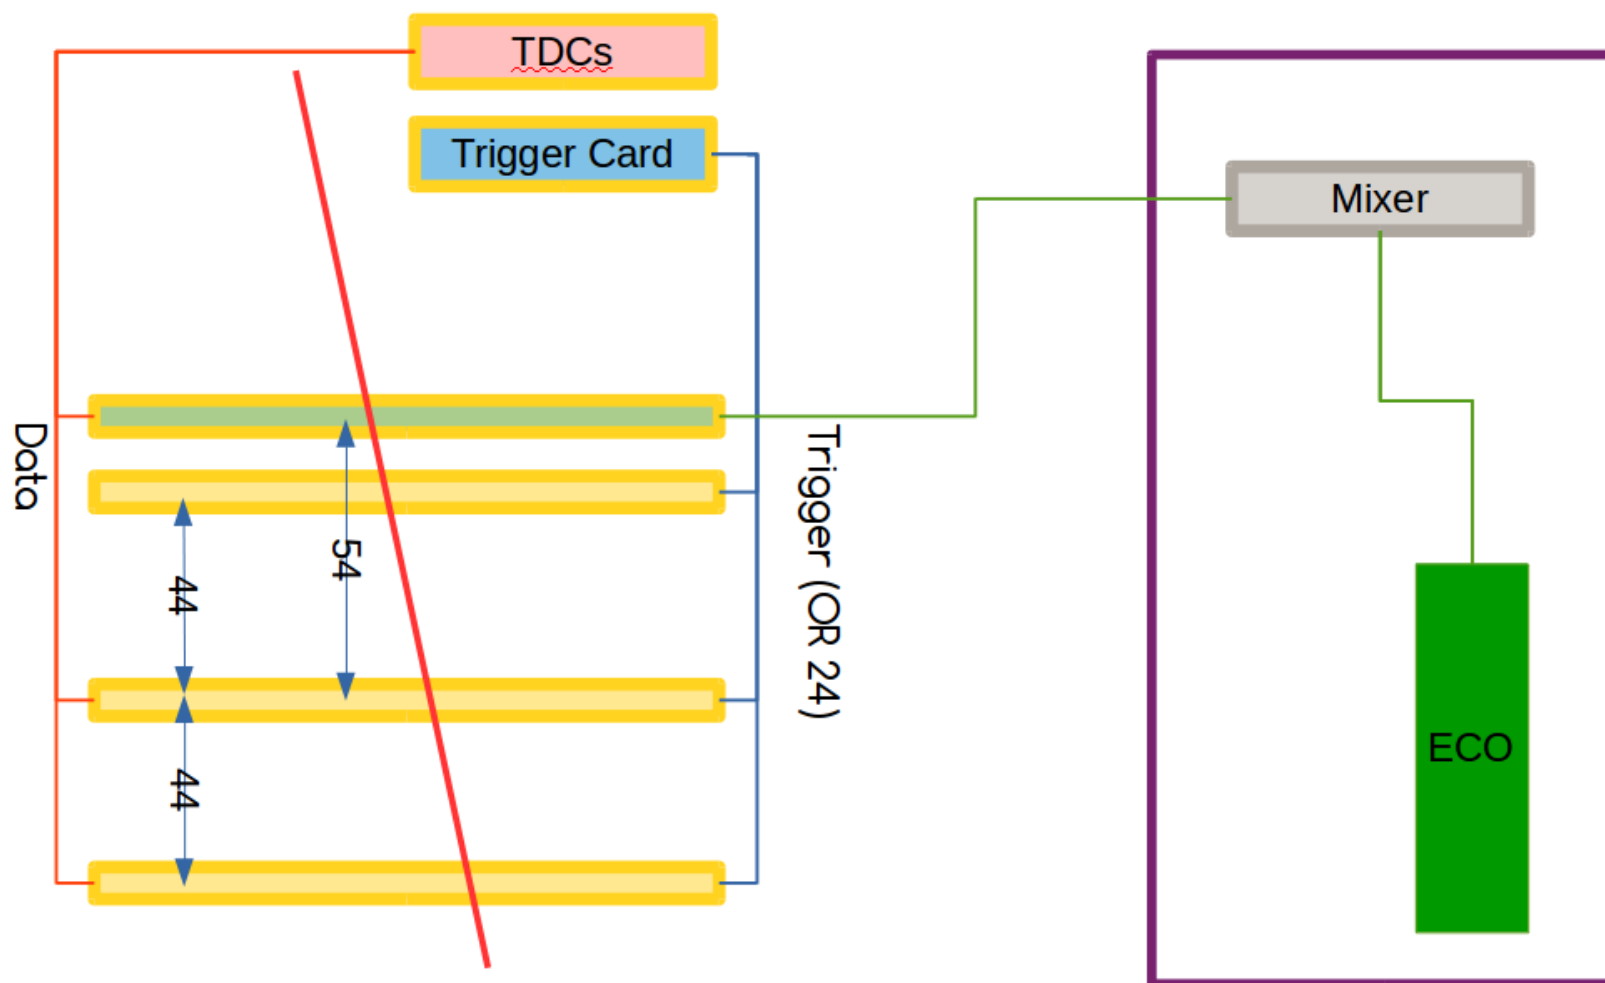 TDCs
Trigger Card
Mixer
Data
Trigger (OR 24)
54
44
44
ECO